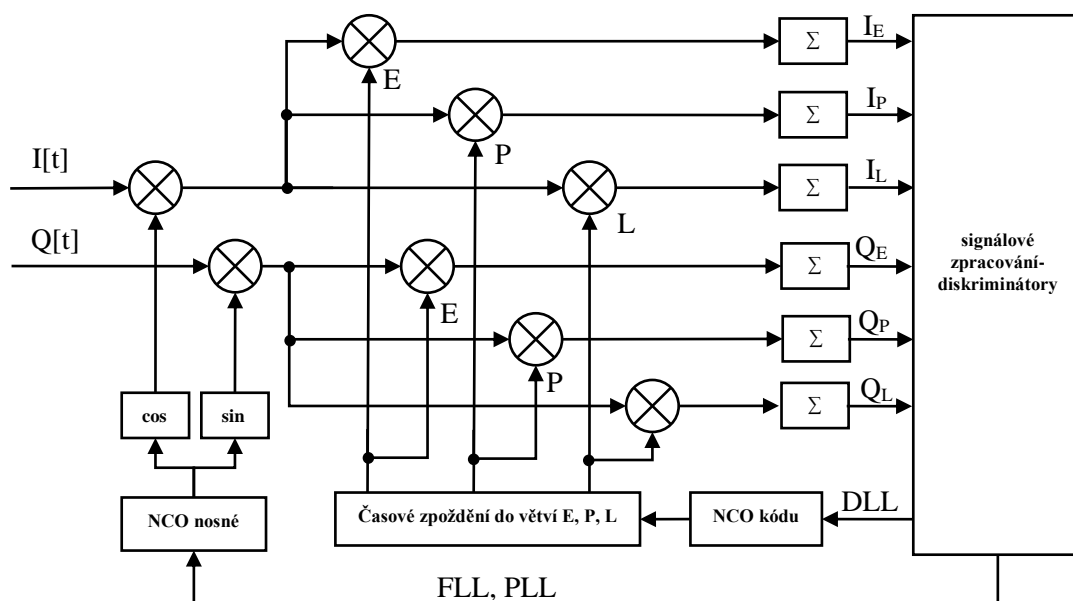 Σ I_E
E
Σ I_P
P
I[t]
Σ I_L
L
Q[t]
Σ Q_E
E
Σ Q_P
P
Σ Q_L
signálové
zpracování-
diskriminátory
cos sin
NCO nosné
Časové zpoždění do větví E, P, L
NCO kódu
DLL
FLL, PLL